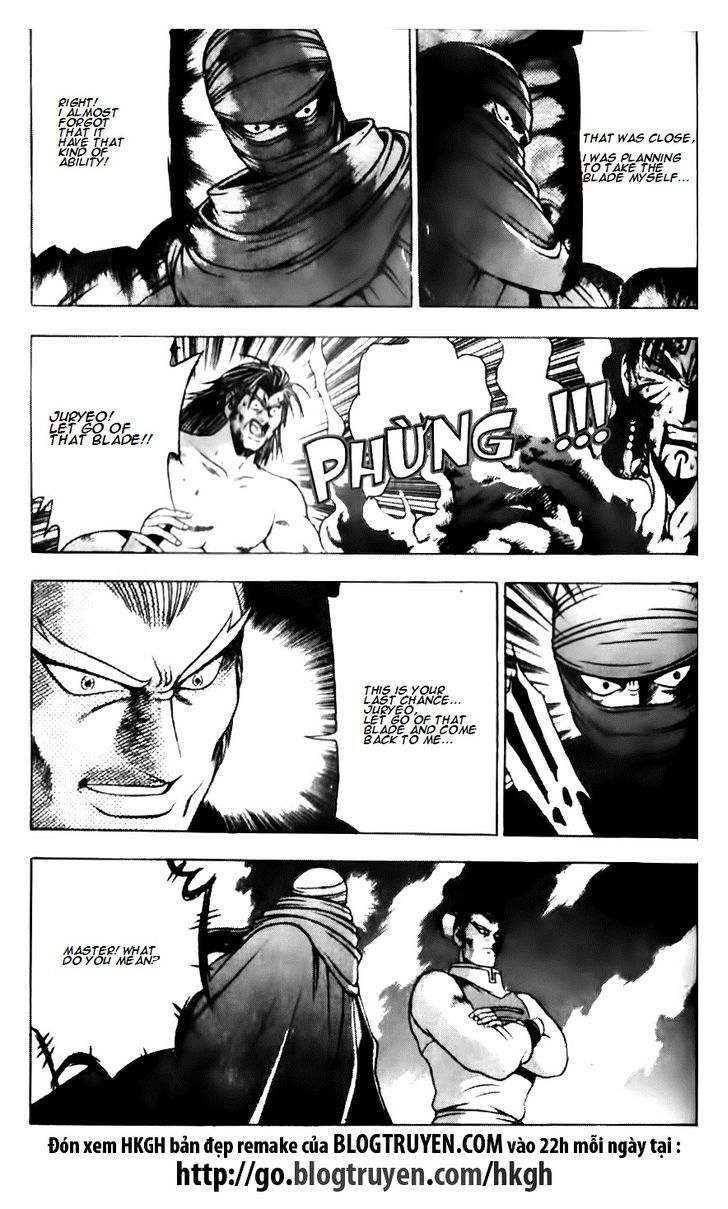 RIGHT!
I ALMOST
FORGOT
THAT IT
HAVE THAT
KIND OF
ABILITY!
THAT WAS CLOSE,
I WAS PLANNING
TO TAKE THE
BLADE MYSELF...
JURYEO!
LET GO OF
THAT BLADE!!
PHỪNG !!!
THIS IS YOUR
LAST CHANCE...
JURYEO,
LET GO OF THAT
BLADE AND COME
BACK TO ME...
MASTER! WHAT
DO YOU MEAN?
Đón xem HKGH bản đẹp remake của BLOGTRUYEN.COM vào 22h mỗi ngày tại :
http://go.blogtruyen.com/hkgh